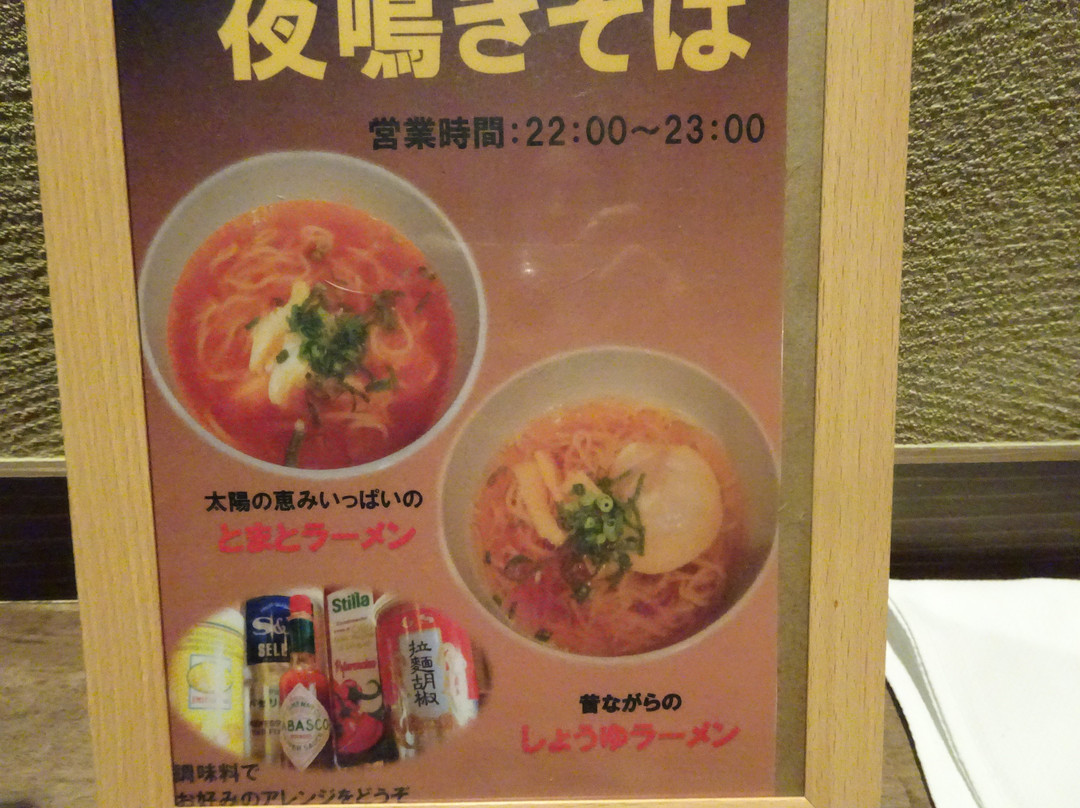 夜鳴きそば
営業時間:22:00～23:00
太陽の恵みいっぱいの
とまとラーメン
昔ながらの
しょうゆラーメン
S&B
SELL
Stilla
拉麺胡椒
ABASCO
調味料で
お好みのアレンジをどうぞ